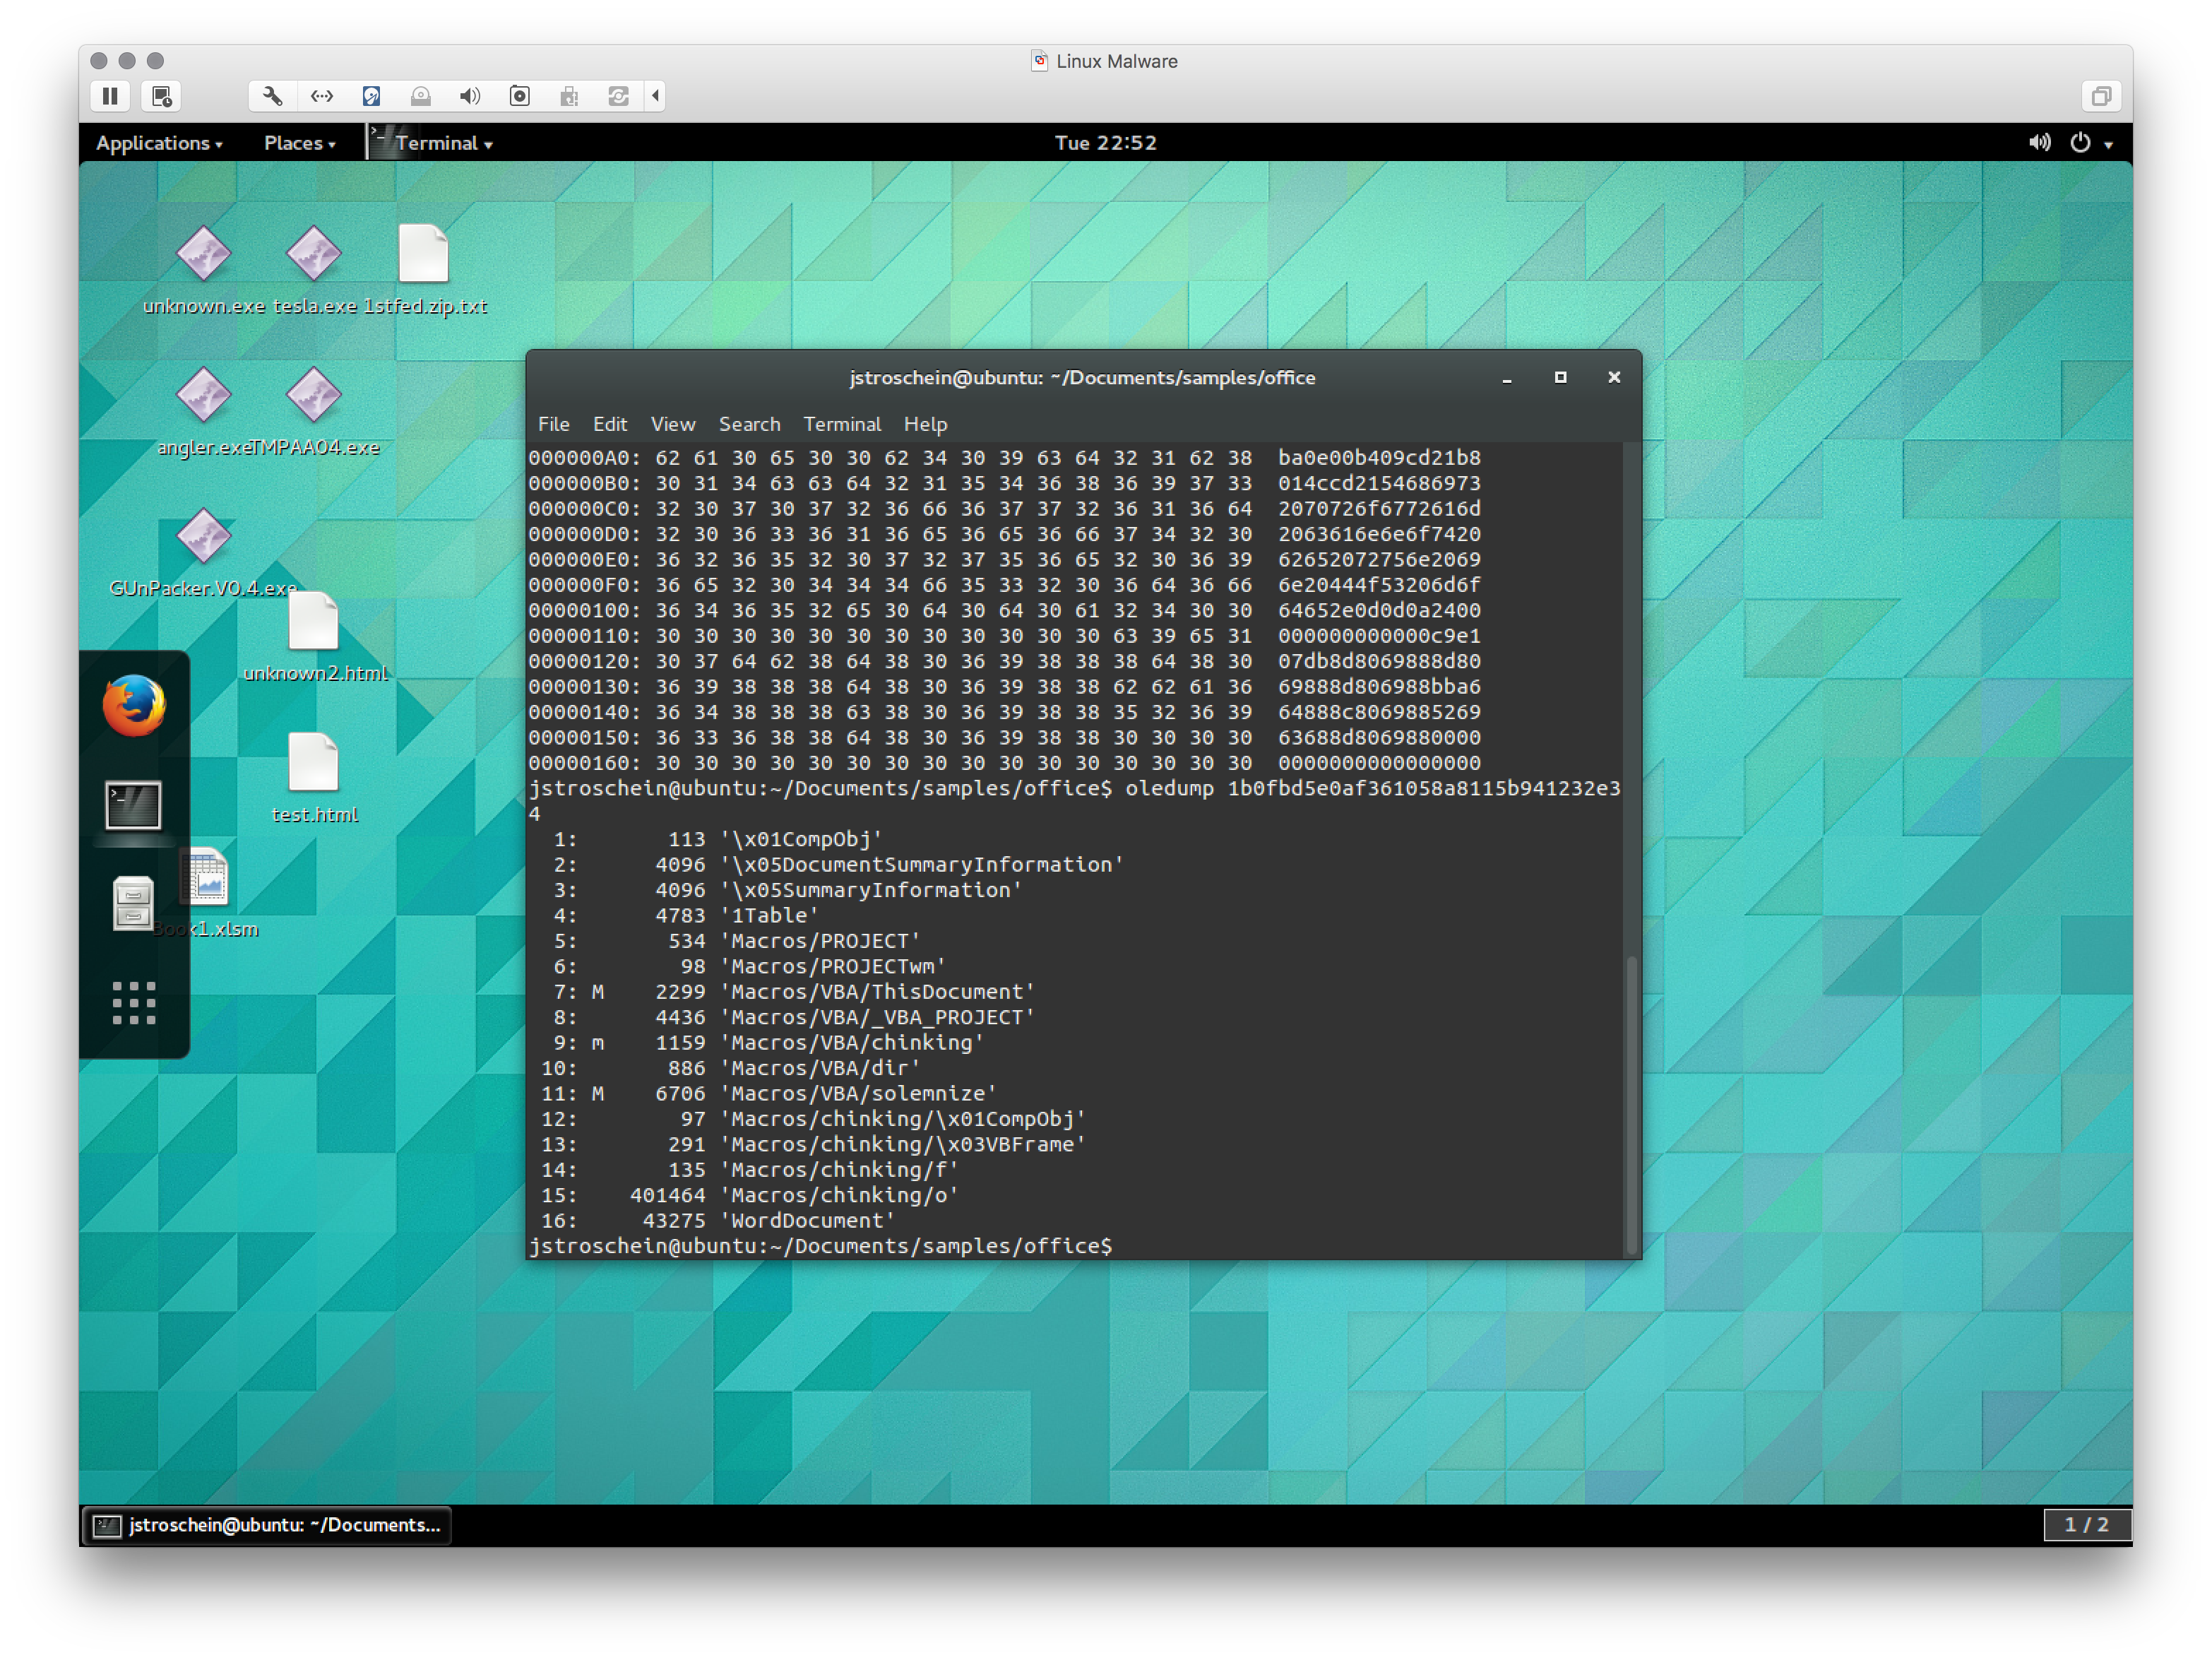 Linux Malware
Applications Places Terminal Tue 22:52
unknown.exe tesla.exe 1stfed.zip.txt
angler.exe TMPAA04.exe
GUnPacker.V0.4.exe
unknown2.html
test.html
Book1.xlsm
jstroschein@ubuntu: ~/Documents/samples/office
File Edit View Search Terminal Help
000000A0: 62 61 30 65 30 30 62 34 30 39 63 64 32 31 62 38  ba0e00b409cd21b8
000000B0: 30 31 34 63 63 64 32 31 35 34 36 38 36 39 37 33  014ccd2154686973
000000C0: 32 30 37 30 37 32 36 66 36 37 37 32 36 31 36 64  2070726f6772616d
000000D0: 32 30 36 33 36 31 36 65 36 65 36 66 37 34 32 30  2063616e6e6f7420
000000E0: 36 32 36 35 32 30 37 32 37 35 36 65 32 30 36 39  62652072756e2069
000000F0: 36 65 32 30 34 34 34 66 35 33 32 30 36 64 36 66  6e20444f53206d6f
00000100: 36 34 36 35 32 65 30 64 30 64 30 61 32 34 30 30  64652e0d0d0a2400
00000110: 30 30 30 30 30 30 30 30 30 30 30 30 63 39 65 31  000000000000c9e1
00000120: 30 37 64 62 38 64 38 30 36 39 38 38 38 64 38 30  07db8d8069888d80
00000130: 36 39 38 38 38 64 38 30 36 39 38 38 62 62 61 36  69888d806988bba6
00000140: 36 34 38 38 38 63 38 30 36 39 38 38 35 32 36 39  64888c8069885269
00000150: 36 33 36 38 38 64 38 30 36 39 38 38 30 30 30 30  63688d8069880000
00000160: 30 30 30 30 30 30 30 30 30 30 30 30 30 30 30 30  0000000000000000
jstroschein@ubuntu:~/Documents/samples/office$ oledump 1b0fbd5e0af361058a8115b941232e3
4
1: 113 '\x01CompObj'
2: 4096 '\x05DocumentSummaryInformation'
3: 4096 '\x05SummaryInformation'
4: 4783 '1Table'
5: 534 'Macros/PROJECT'
6: 98 'Macros/PROJECTwm'
7: M 2299 'Macros/VBA/ThisDocument'
8: 4436 'Macros/VBA/_VBA_PROJECT'
9: m 1159 'Macros/VBA/chinking'
10: 886 'Macros/VBA/dir'
11: M 6706 'Macros/VBA/solemnize'
12: 97 'Macros/chinking/\x01CompObj'
13: 291 'Macros/chinking/\x03VBFrame'
14: 135 'Macros/chinking/f'
15: 401464 'Macros/chinking/o'
16: 43275 'WordDocument'
jstroschein@ubuntu:~/Documents/samples/office$
jstroschein@ubuntu: ~/Documents...
1 / 2